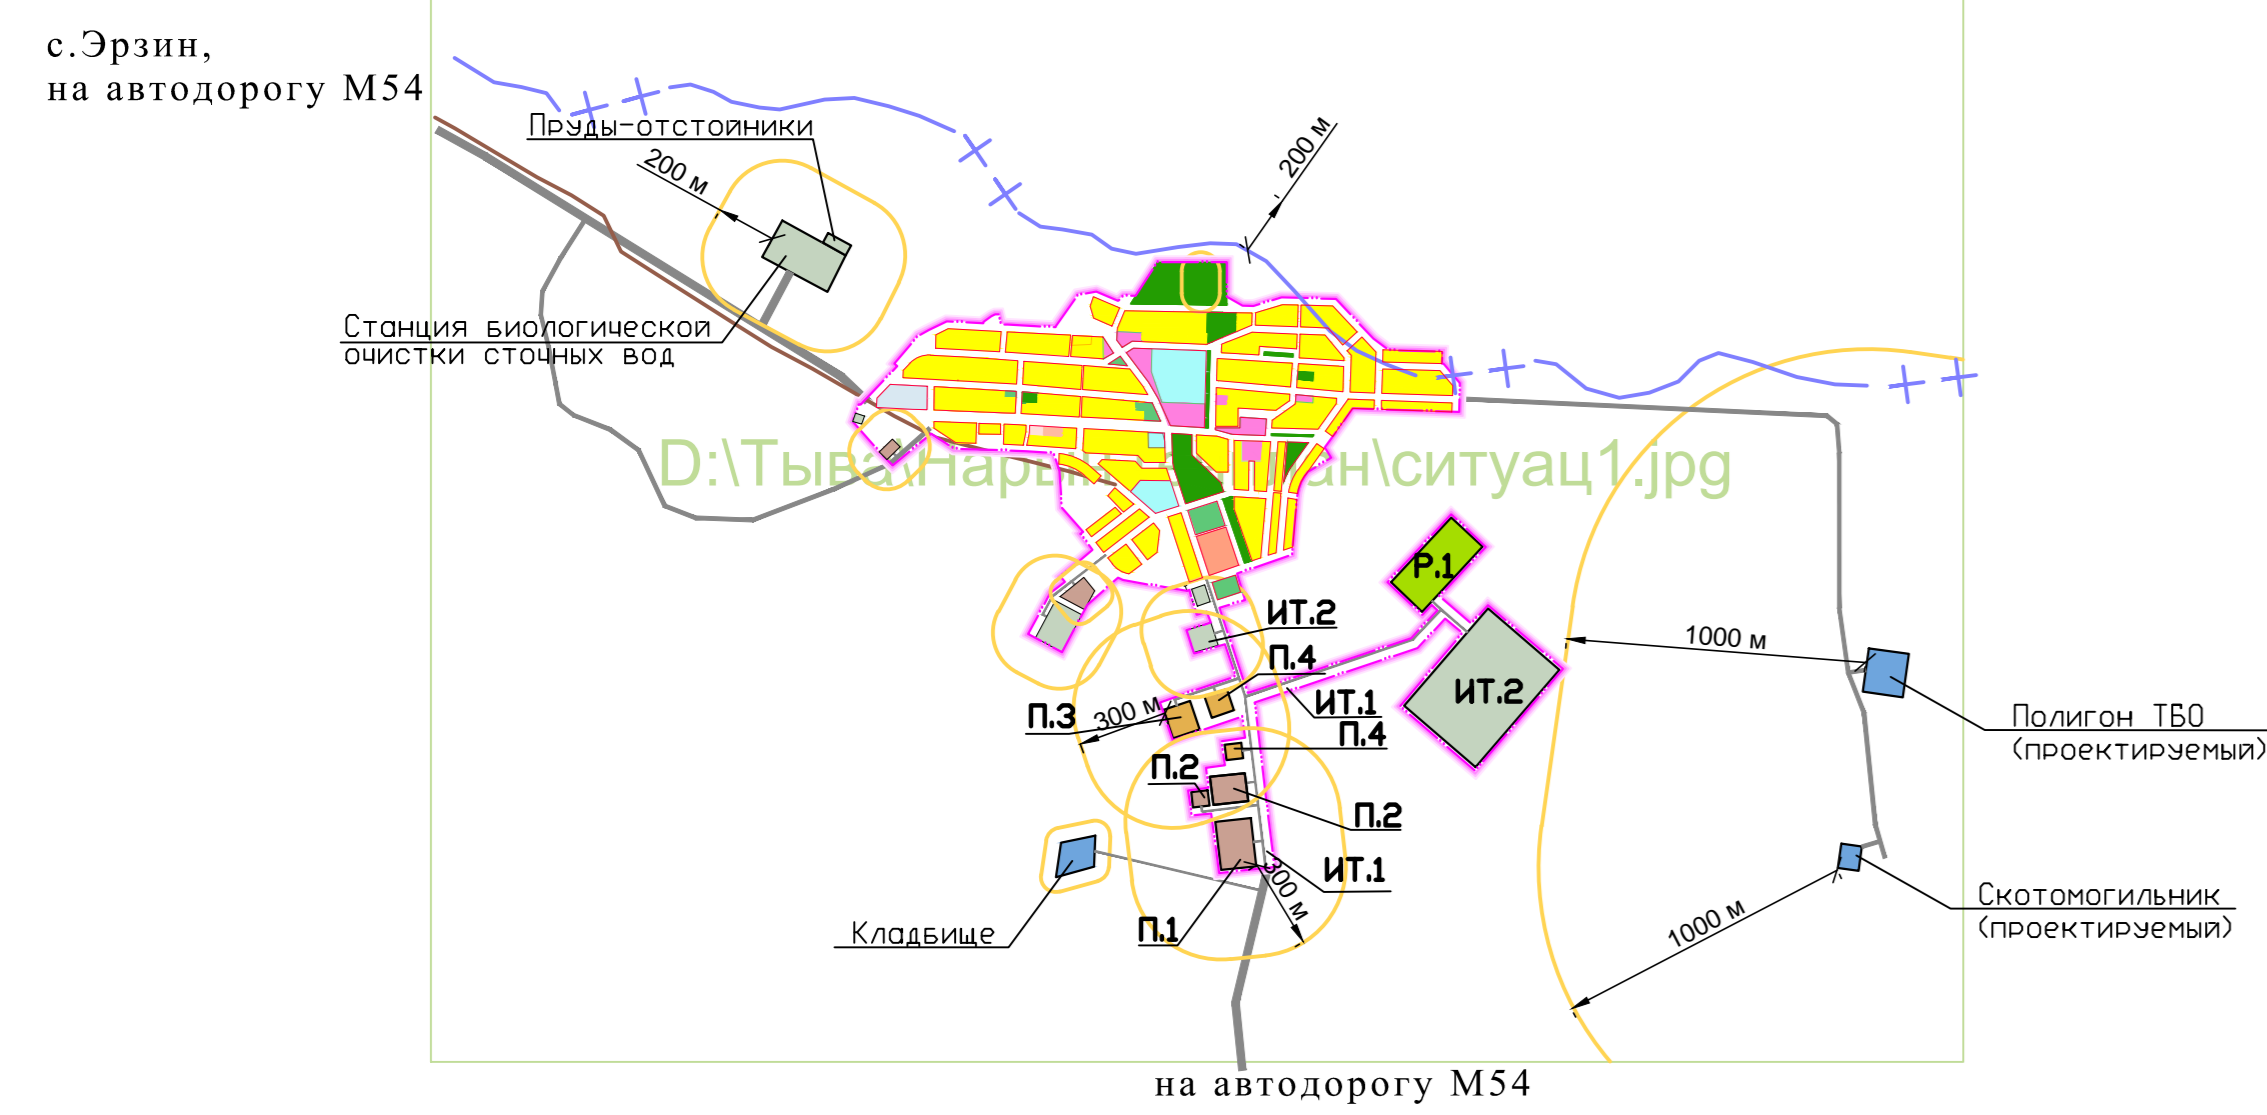 с.Эрзин,
на автодорогу М54
Пруды-отстойники
200 м
200 м
Станция биологической
очистки сточных вод
D:\Тыва\Нарын ан\ситуац1.jpg
Р.1
ИТ.2
1000 м
П.4
ИТ.2
ИТ.1
П.3
300 м
Полигон ТБО
(проектируемый)
П.4
П.2
П.2
ИТ.1
300 м
Скотомогильник
(проектируемый)
1000 м
Кладбище
П.1
на автодорогу М54